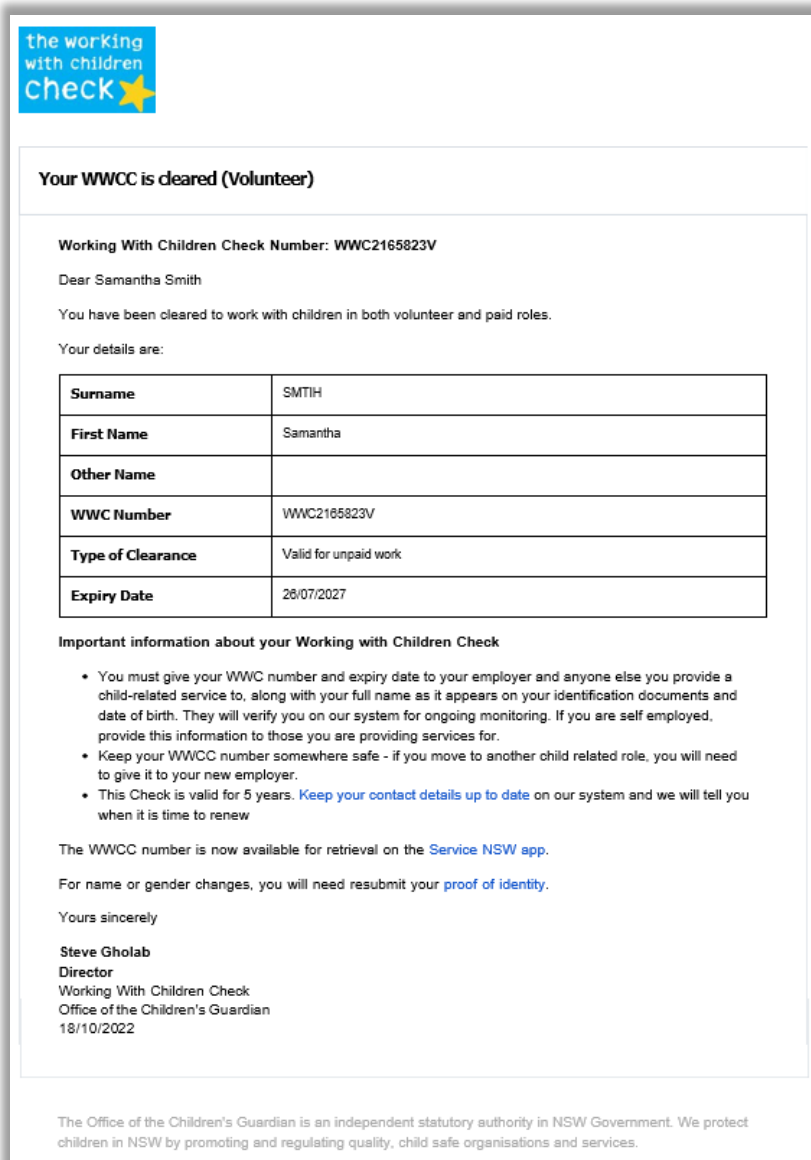 the working
with children
check
Your WWCC is cleared (Volunteer)
Working With Children Check Number: WWC2165823V
Dear Samantha Smith
You have been cleared to work with children in both volunteer and paid roles.
Your details are:
Surname SMTIH
First Name Samantha
Other Name
WWC Number WWC2165823V
Type of Clearance Valid for unpaid work
Expiry Date 26/07/2027
Important information about your Working with Children Check
• You must give your WWC number and expiry date to your employer and anyone else you provide a
child-related service to, along with your full name as it appears on your identification documents and
date of birth. They will verify you on our system for ongoing monitoring. If you are self employed,
provide this information to those you are providing services for.
• Keep your WWCC number somewhere safe - if you move to another child related role, you will need
to give it to your new employer.
• This Check is valid for 5 years. Keep your contact details up to date on our system and we will tell you
when it is time to renew
The WWCC number is now available for retrieval on the Service NSW app.
For name or gender changes, you will need resubmit your proof of identity.
Yours sincerely
Steve Gholab
Director
Working With Children Check
Office of the Children's Guardian
18/10/2022
The Office of the Children's Guardian is an independent statutory authority in NSW Government. We protect
children in NSW by promoting and regulating quality, child safe organisations and services.